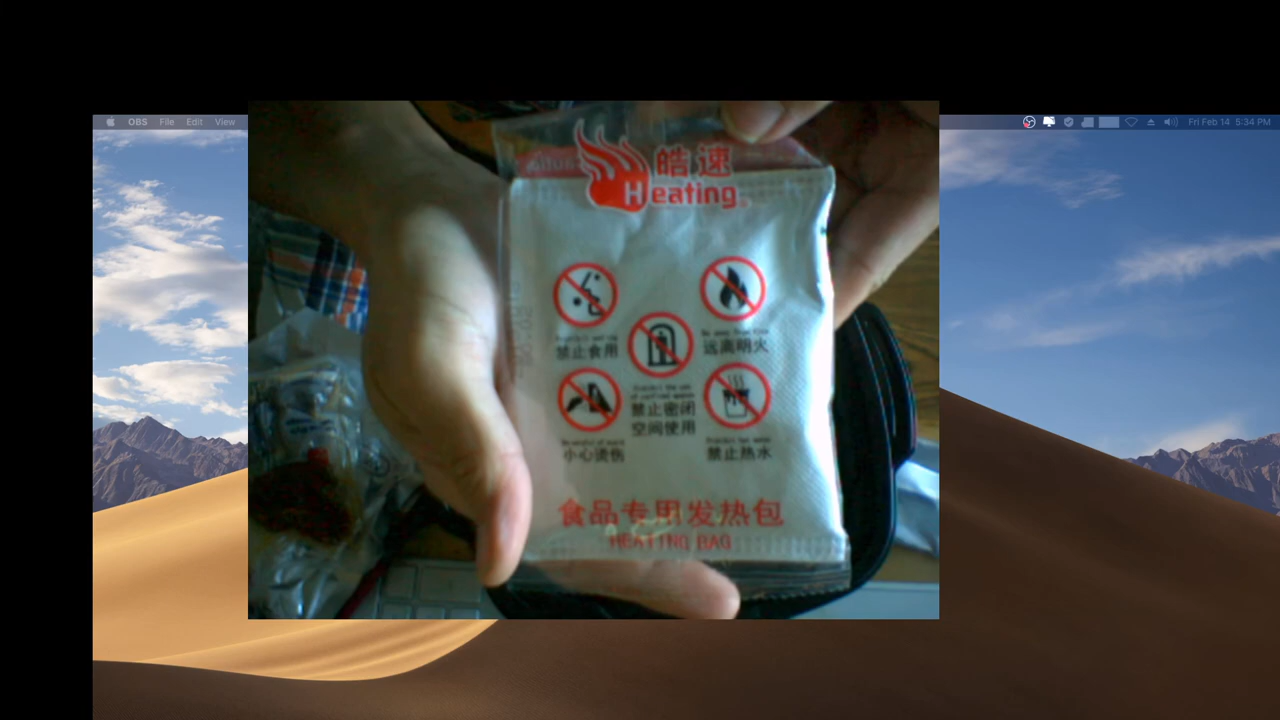 OBS File Edit View
Fri Feb 14 5:34 PM
皓速
Heating
禁止食用
远离明火
禁止密闭
空间使用
小心烫伤
禁止热水
食品专用发热包
HEATING BAG